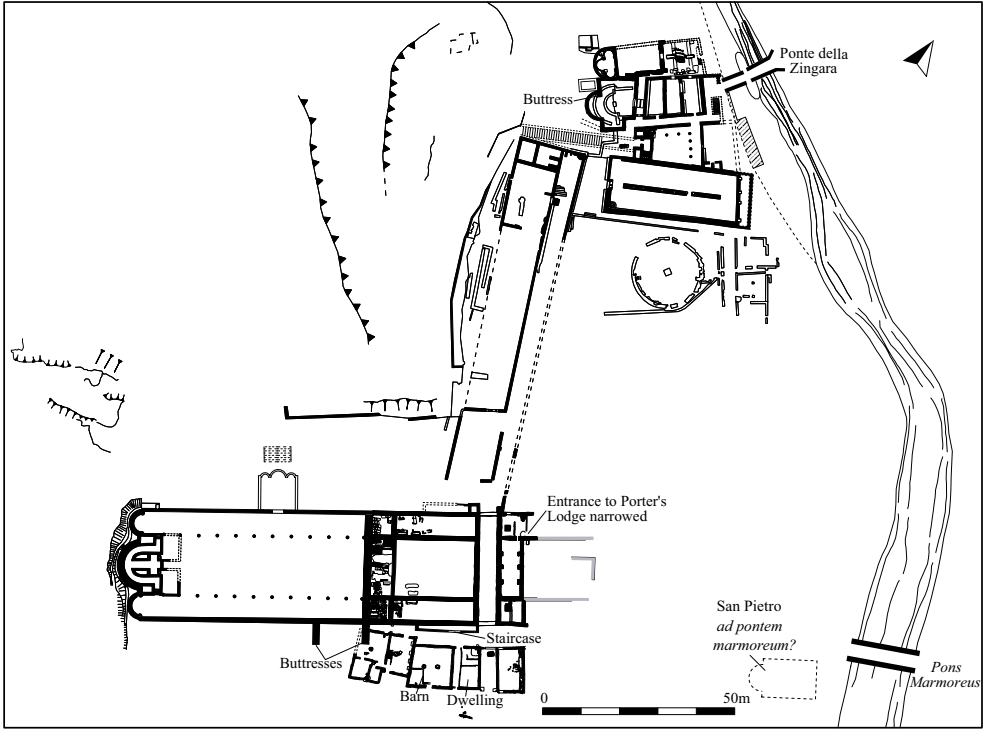 Ponte della
Zingara
Buttress
Entrance to Porter's
Lodge narrowed
San Pietro
ad pontem
marmoreum?
Staircase
Buttresses
Barn
Dwelling
Pons
Marmoreus
0
50m